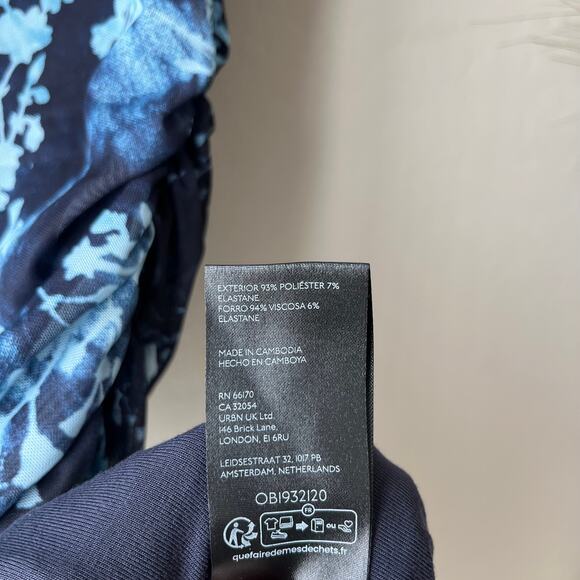 EXTERIOR 93% POLIÉSTER 7%
ELASTANE
FORRO 94% VISCOSA 6%
ELASTANE
MADE IN CAMBODIA
HECHO EN CAMBOYA
RN 66170
CA 32054
URBN UK Ltd.
146 Brick Lane,
LONDON, E1 6RU
LEIDSESTRAAT 32, 1017 PB
AMSTERDAM, NETHERLANDS
OB1932120
FR
ou
quefairedemesdechets.fr